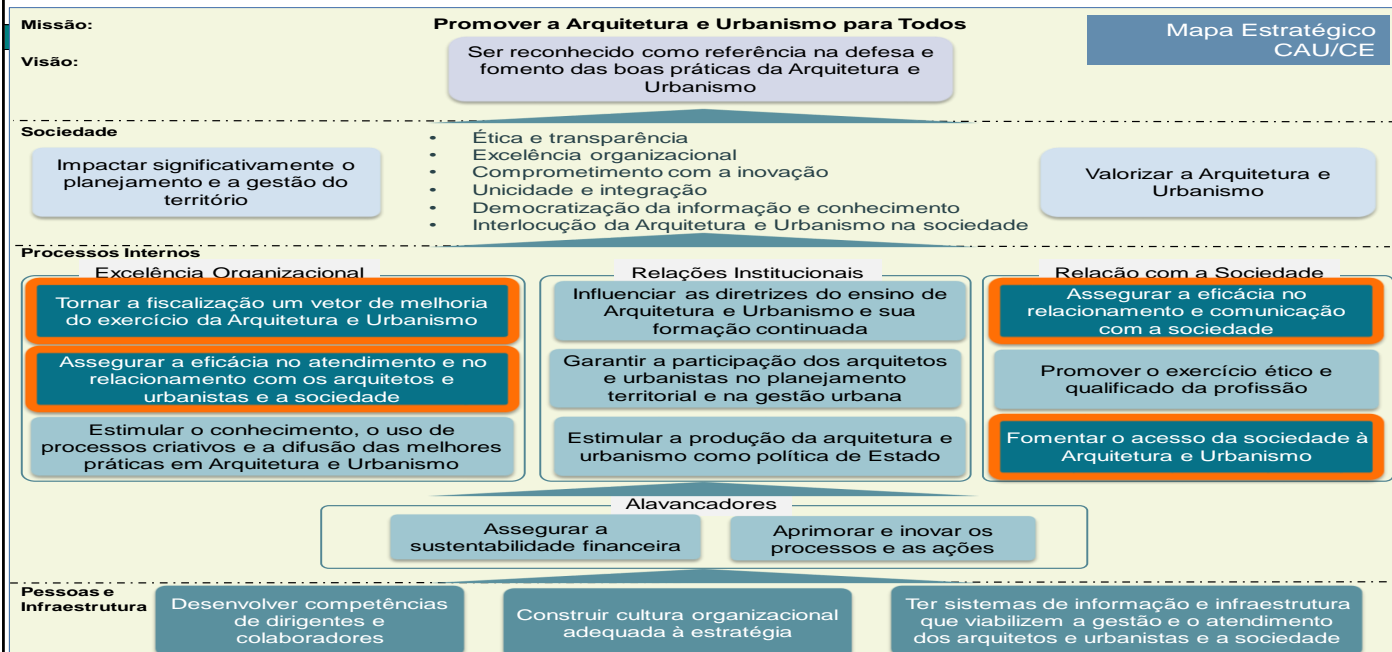 Missão:
Promover a Arquitetura e Urbanismo para Todos
Mapa Estratégico
CAU/CE
Visão:
Ser reconhecido como referência na defesa e
fomento das boas práticas da Arquitetura e
Urbanismo
Sociedade
Impactar significativamente o
planejamento e a gestão do
território
• Ética e transparência
• Excelência organizacional
• Comprometimento com a inovação
• Unicidade e integração
• Democratização da informação e conhecimento
• Interlocução da Arquitetura e Urbanismo na sociedade
Valorizar a Arquitetura e
Urbanismo
Processos Internos
Excelência Organizacional
Tornar a fiscalização um vetor de melhoria
do exercício da Arquitetura e Urbanismo
Assegurar a eficácia no atendimento e no
relacionamento com os arquitetos e
urbanistas e a sociedade
Estimular o conhecimento, o uso de
processos criativos e a difusão das melhores
práticas em Arquitetura e Urbanismo
Relações Institucionais
Influenciar as diretrizes do ensino de
Arquitetura e Urbanismo e sua
formação continuada
Garantir a participação dos arquitetos
e urbanistas no planejamento
territorial e na gestão urbana
Estimular a produção da arquitetura e
urbanismo como política de Estado
Relação com a Sociedade
Assegurar a eficácia no
relacionamento e comunicação
com a sociedade
Promover o exercício ético e
qualificado da profissão
Fomentar o acesso da sociedade à
Arquitetura e Urbanismo
Alavancadores
Assegurar a
sustentabilidade financeira
Aprimorar e inovar os
processos e as ações
Pessoas e
Infraestrutura
Desenvolver competências
de dirigentes e
colaboradores
Construir cultura organizacional
adequada à estratégia
Ter sistemas de informação e infraestrutura
que viabilizem a gestão e o atendimento
dos arquitetos e urbanistas e a sociedade